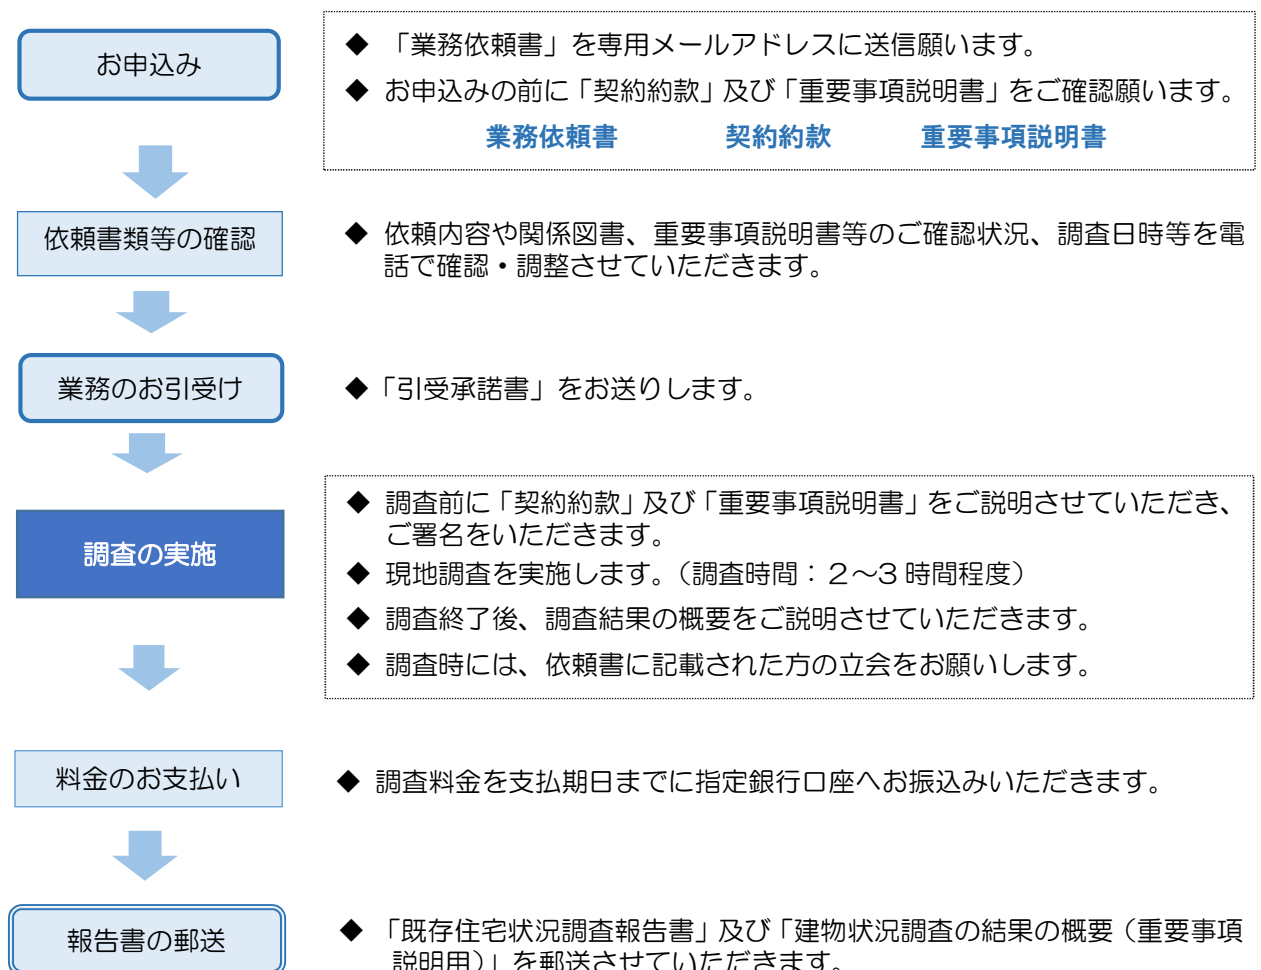 お申込み
◆ 「業務依頼書」を専用メールアドレスに送信願います。
◆ お申込みの前に「契約約款」及び「重要事項説明書」をご確認願います。
業務依頼書 契約約款 重要事項説明書
依頼書類等の確認
◆ 依頼内容や関係図書、重要事項説明書等のご確認状況、調査日時等を電
話で確認・調整させていただきます。
業務のお引受け
◆「引受承諾書」をお送りします。
調査の実施
◆ 調査前に「契約約款」及び「重要事項説明書」をご説明させていただき、
ご署名をいただきます。
◆ 現地調査を実施します。（調査時間：２～3 時間程度）
◆ 調査終了後、調査結果の概要をご説明させていただきます。
◆ 調査時には、依頼書に記載された方の立会をお願いします。
料金のお支払い
◆ 調査料金を支払期日までに指定銀行口座へお振込みいただきます。
報告書の郵送
◆ 「既存住宅状況調査報告書」及び「建物状況調査の結果の概要（重要事項
説明用）」を郵送させていただきます。